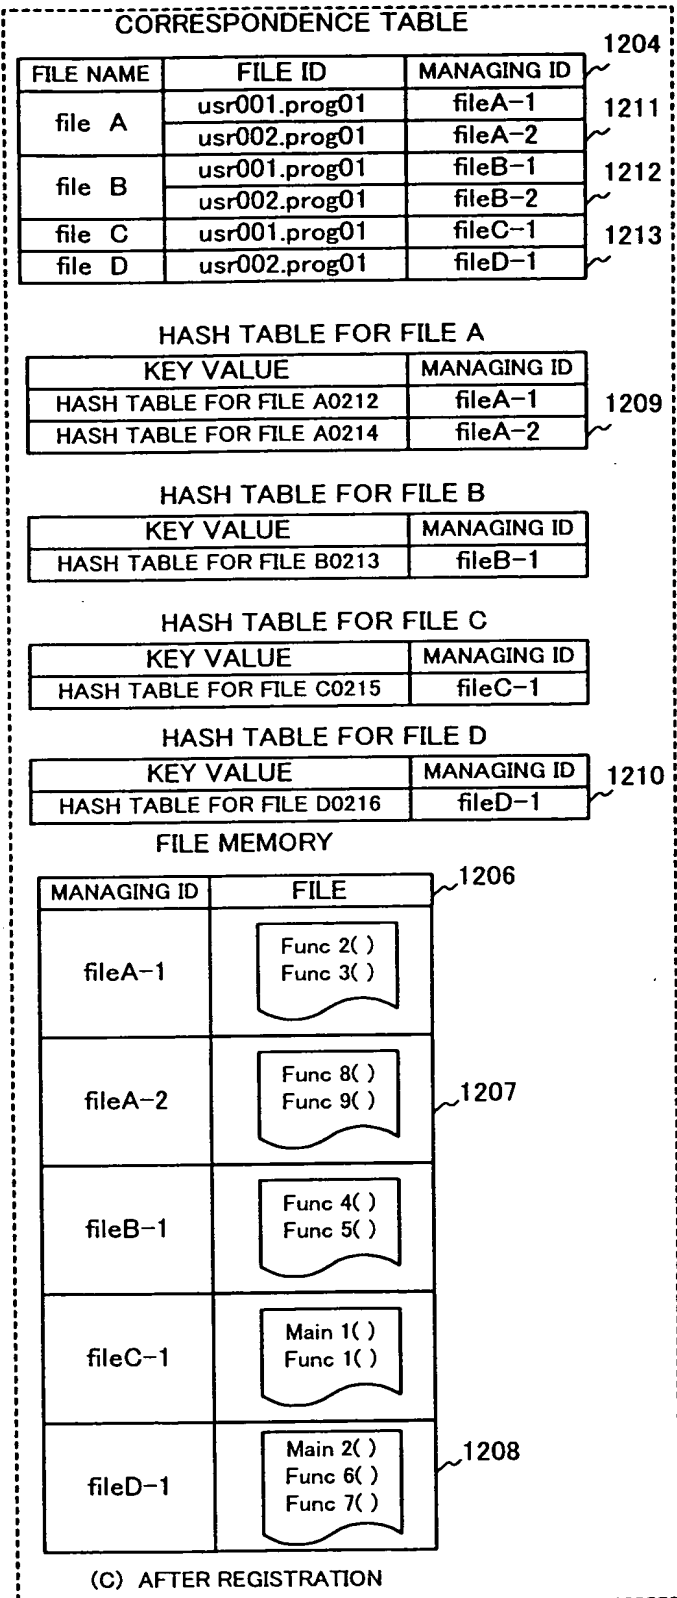 CORRESPONDENCE TABLE
1204
FILE NAME FILE ID MANAGING ID
file A usr001.prog01 fileA-1
usr002.prog01 fileA-2 1211
file B usr001.prog01 fileB-1
usr002.prog01 fileB-2 1212
file C usr001.prog01 fileC-1
file D usr002.prog01 fileD-1 1213
HASH TABLE FOR FILE A
KEY VALUE MANAGING ID
HASH TABLE FOR FILE A0212 fileA-1
HASH TABLE FOR FILE A0214 fileA-2 1209
HASH TABLE FOR FILE B
KEY VALUE MANAGING ID
HASH TABLE FOR FILE B0213 fileB-1
HASH TABLE FOR FILE C
KEY VALUE MANAGING ID
HASH TABLE FOR FILE C0215 fileC-1
HASH TABLE FOR FILE D
KEY VALUE MANAGING ID
HASH TABLE FOR FILE D0216 fileD-1 1210
FILE MEMORY
MANAGING ID FILE 1206
fileA-1
Func 2( )
Func 3( )
fileA-2
Func 8( )
Func 9( )
1207
fileB-1
Func 4( )
Func 5( )
fileC-1
Main 1( )
Func 1( )
fileD-1
Main 2( )
Func 6( )
Func 7( )
1208
(C) AFTER REGISTRATION